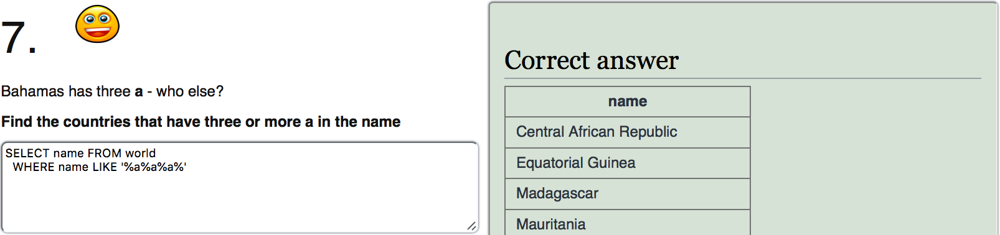 7.
Bahamas has three a - who else?
Find the countries that have three or more a in the name
SELECT name FROM world
WHERE name LIKE '%a%a%a%'
Correct answer
name
Central African Republic
Equatorial Guinea
Madagascar
Mauritania